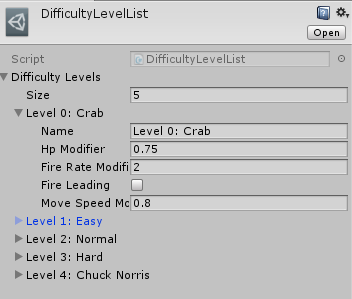 DifficultyLevelList
Open
Script DifficultyLevelList
Difficulty Levels
Size 5
Level 0: Crab
Name Level 0: Crab
Hp Modifier 0.75
Fire Rate Modifi 2
Fire Leading
Move Speed Mo 0.8
Level 1: Easy
Level 2: Normal
Level 3: Hard
Level 4: Chuck Norris